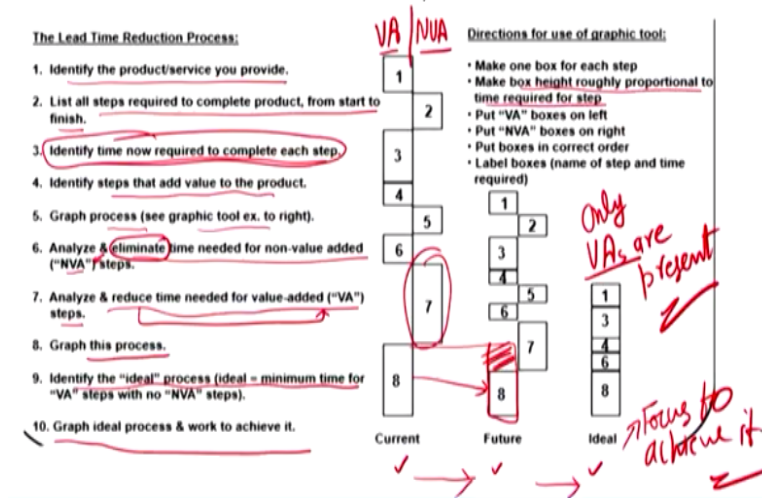 The Lead Time Reduction Process:
1. Identify the product/service you provide.
2. List all steps required to complete product, from start to
finish.
3. Identify time now required to complete each step.
4. Identify steps that add value to the product.
5. Graph process (see graphic tool ex. to right).
6. Analyze & eliminate time needed for non-value added
("NVA") steps.
7. Analyze & reduce time needed for value-added ("VA")
steps.
8. Graph this process.
9. Identify the "ideal" process (ideal = minimum time for
"VA" steps with no "NVA" steps).
10. Graph ideal process & work to achieve it.
VA | NVA
1
2
3
4
5
6
7
8
Current
Directions for use of graphic tool:
• Make one box for each step
• Make box height roughly proportional to
time required for step
• Put "VA" boxes on left
• Put "NVA" boxes on right
• Put boxes in correct order
• Label boxes (name of step and time
required)
1
2
3
4
5
6
7
8
Future
Only
VAs are
present
1
3
4
6
8
Ideal
Focus to
achieve it